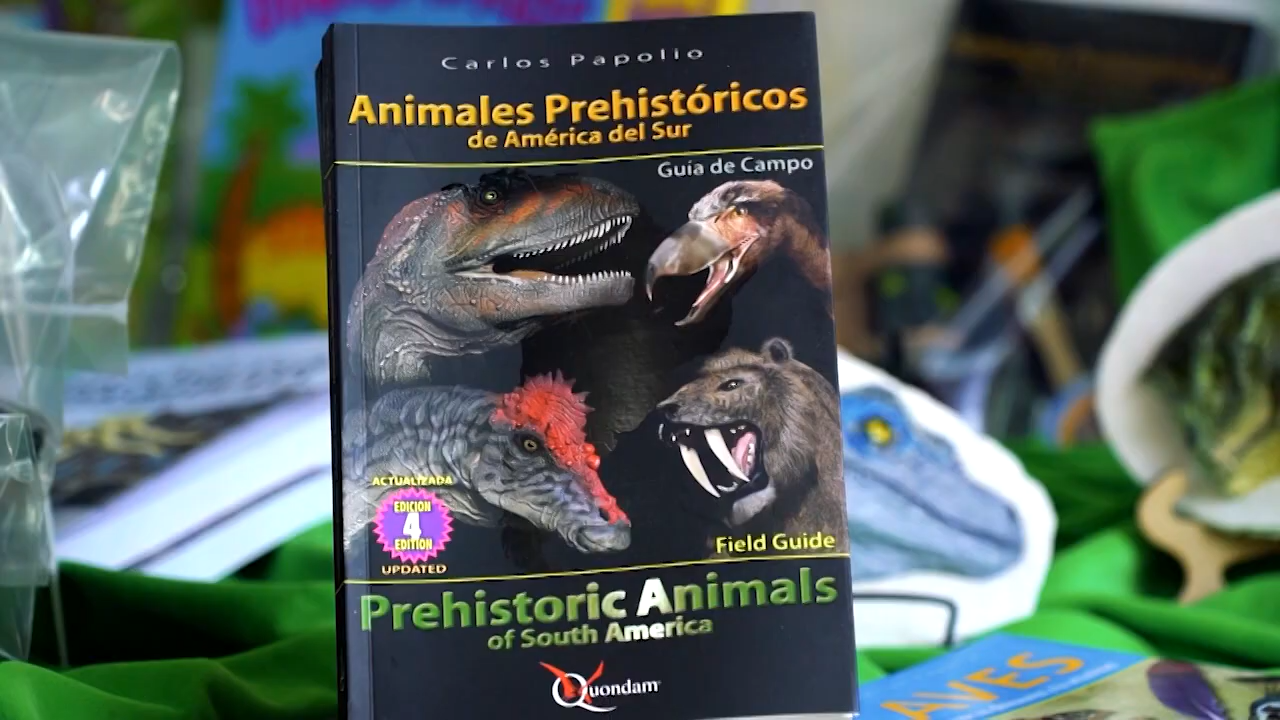 Carlos Papolio
Animales Prehistóricos
de América del Sur
Guía de Campo
ACTUALIZADA
EDICION
4
EDITION
UPDATED
Field Guide
Prehistoric Animals
of South America
Quondam
AVES